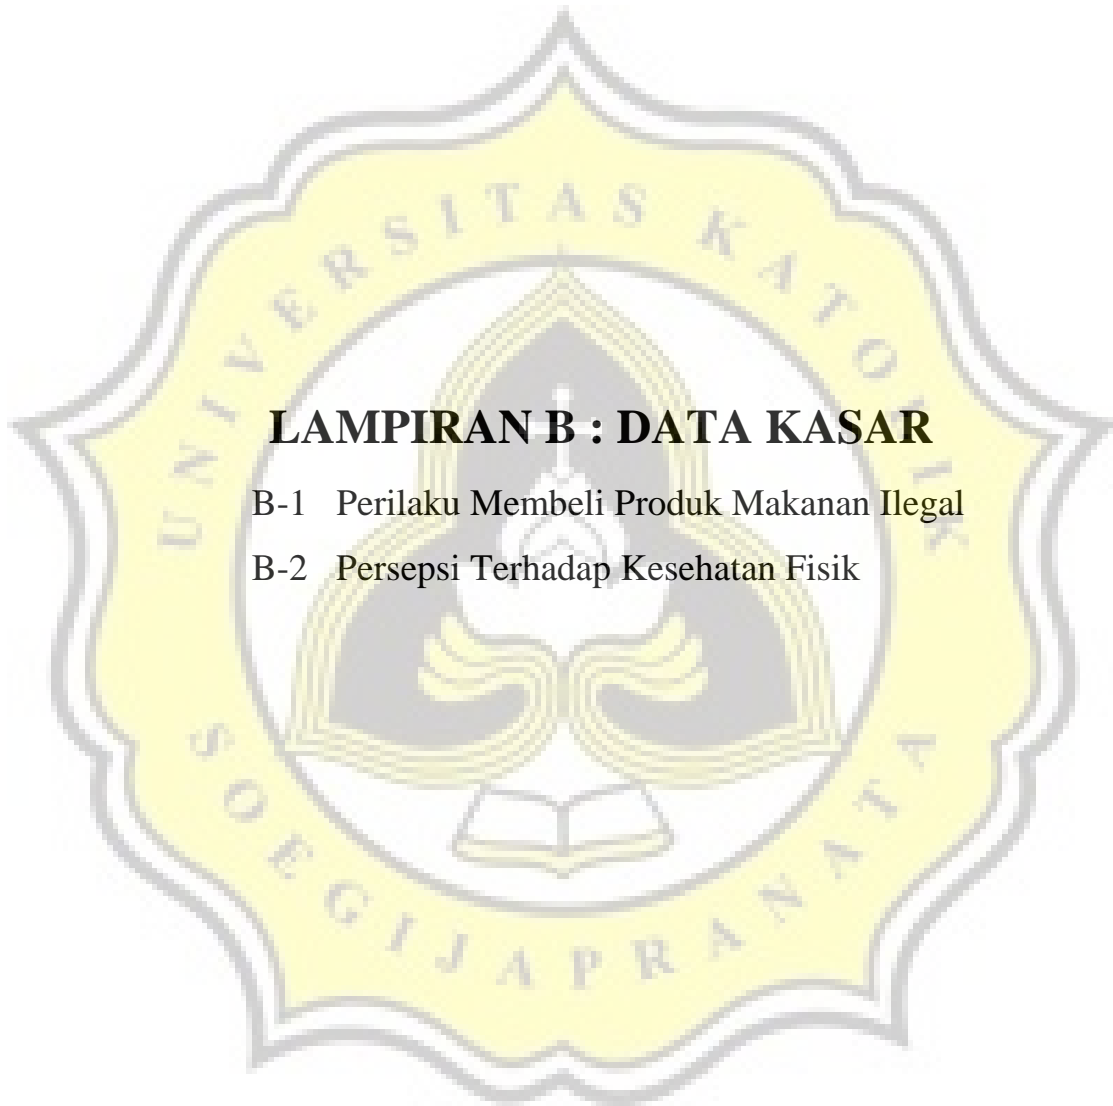 LAMPIRAN B : DATA KASAR
B-1 Perilaku Membeli Produk Makanan Ilegal
B-2 Persepsi Terhadap Kesehatan Fisik
UNIVERSITAS KATOLIK
SOEGIJAPRANATA